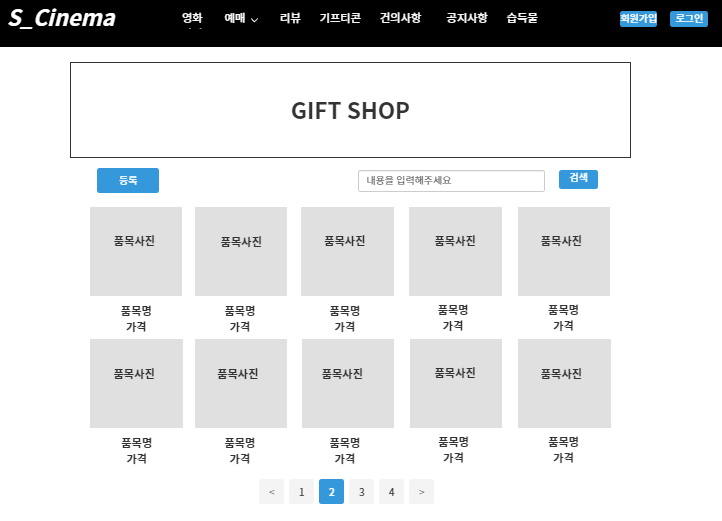 S_Cinema 영화 예매 리뷰 기프티콘 건의사항 공지사항 습득물 회원가입 로그인
GIFT SHOP
등록 내용을 입력해주세요 검색
품목사진 품목사진 품목사진 품목사진 품목사진
품목명 품목명 품목명 품목명 품목명
가격 가격 가격 가격 가격
품목사진 품목사진 품목사진 품목사진 품목사진
품목명 품목명 품목명 품목명 품목명
가격 가격 가격 가격 가격
< 1 2 3 4 >